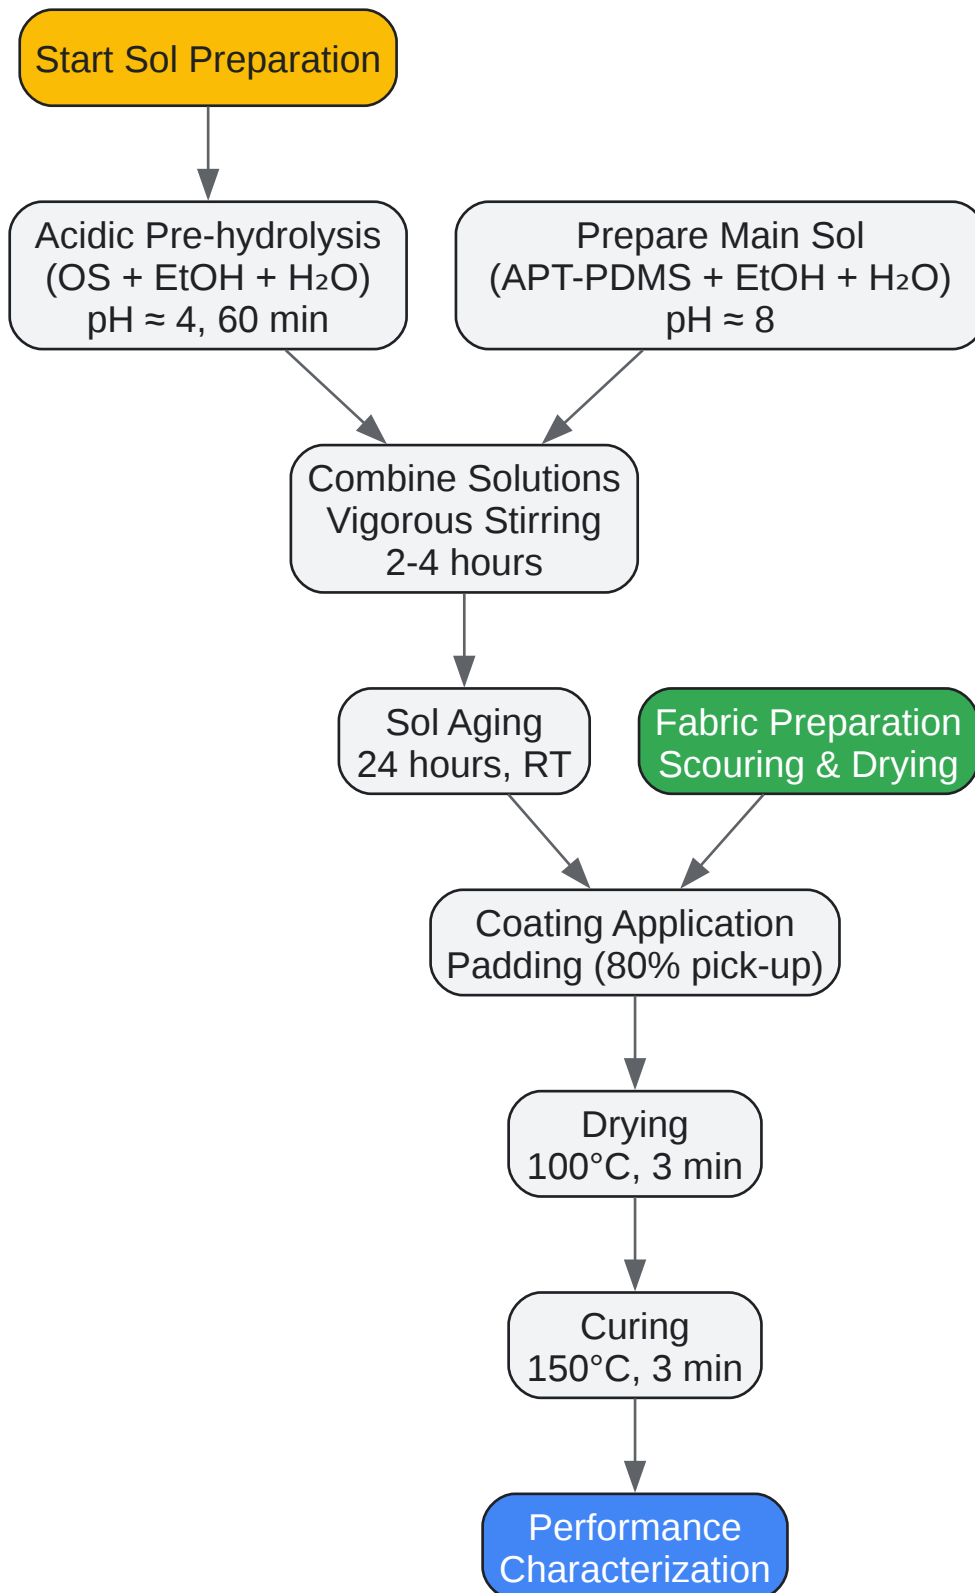 Start Sol Preparation
Acidic Pre-hydrolysis
(OS + EtOH + H₂O)
pH ≈ 4, 60 min
Prepare Main Sol
(APT-PDMS + EtOH + H₂O)
pH ≈ 8
Combine Solutions
Vigorous Stirring
2-4 hours
Sol Aging
24 hours, RT
Fabric Preparation
Scouring & Drying
Coating Application
Padding (80% pick-up)
Drying
100°C, 3 min
Curing
150°C, 3 min
Performance
Characterization